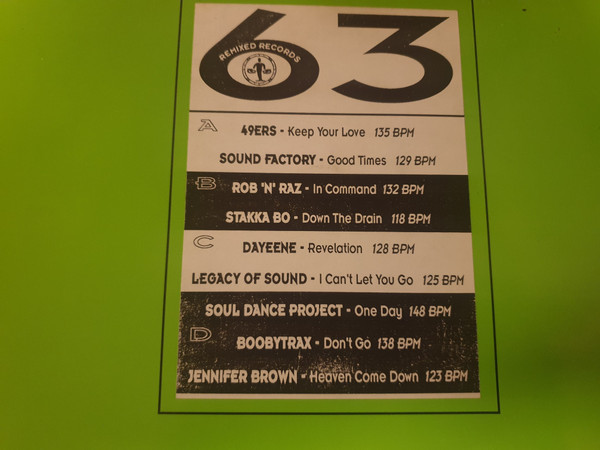 63
REMIXED RECORDS
A
49ERS - Keep Your Love 135 BPM
SOUND FACTORY - Good Times 129 BPM
B
ROB 'N' RAZ - In Command 132 BPM
STAKKA BO - Down The Drain 118 BPM
C
DAYEENE - Revelation 128 BPM
LEGACY OF SOUND - I Can't Let You Go 125 BPM
SOUL DANCE PROJECT - One Day 148 BPM
D
BOOBYTRAX - Don't Go 138 BPM
JENNIFER BROWN - Heaven Come Down 123 BPM